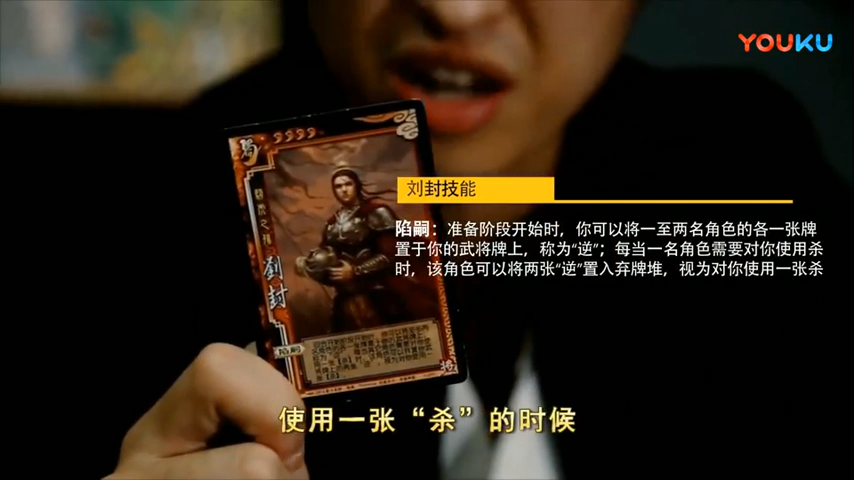 YOUKU
蜀
劉封
陷嗣
刘封技能
陷嗣：准备阶段开始时，你可以将一至两名角色的各一张牌
置于你的武将牌上，称为“逆”；每当一名角色需要对你使用杀
时，该角色可以将两张“逆”置入弃牌堆，视为对你使用一张杀
使用一张“杀”的时候